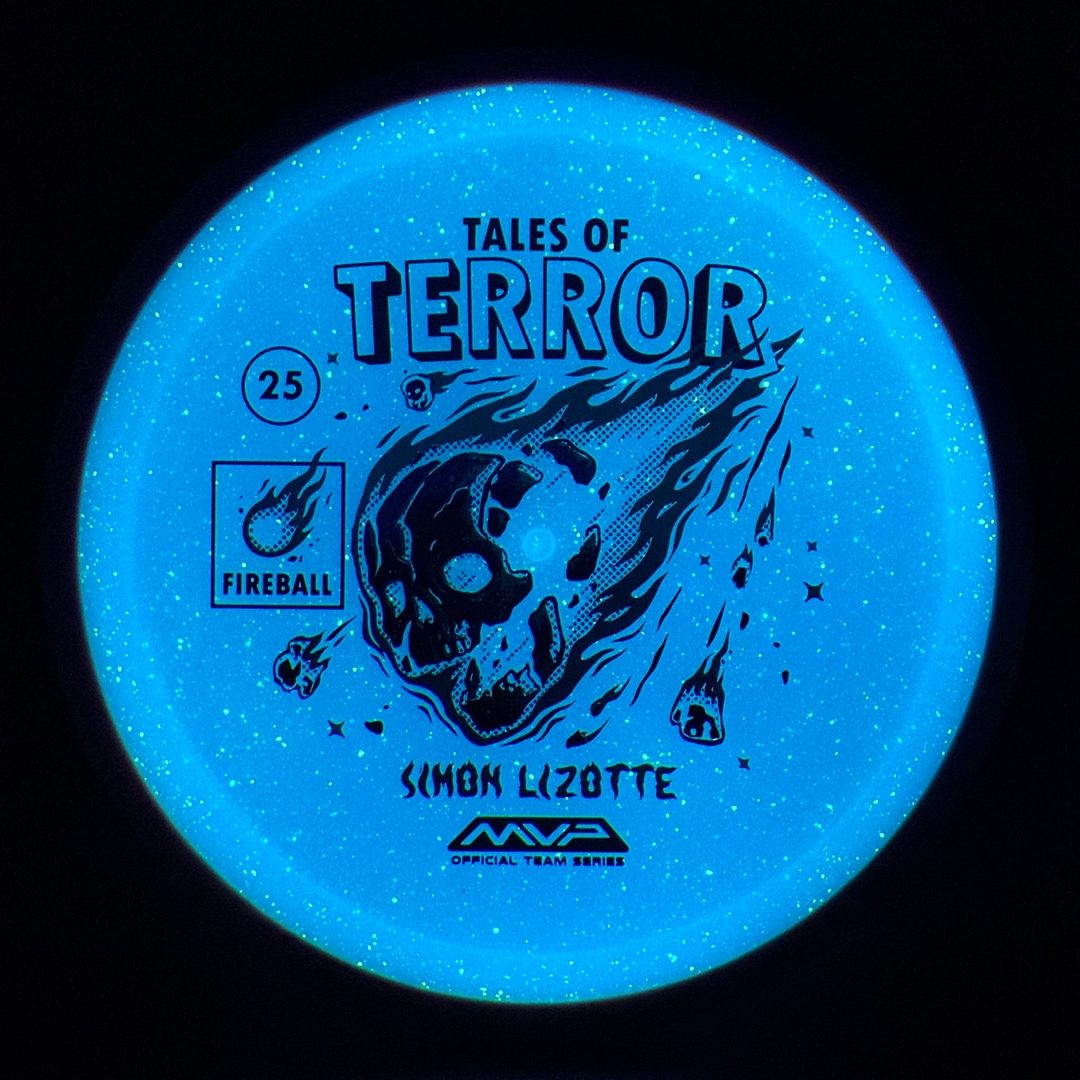 TALES OF
TERROR
25
FIREBALL
SIMON LIZOTTE
MVP
OFFICIAL TEAM SERIES